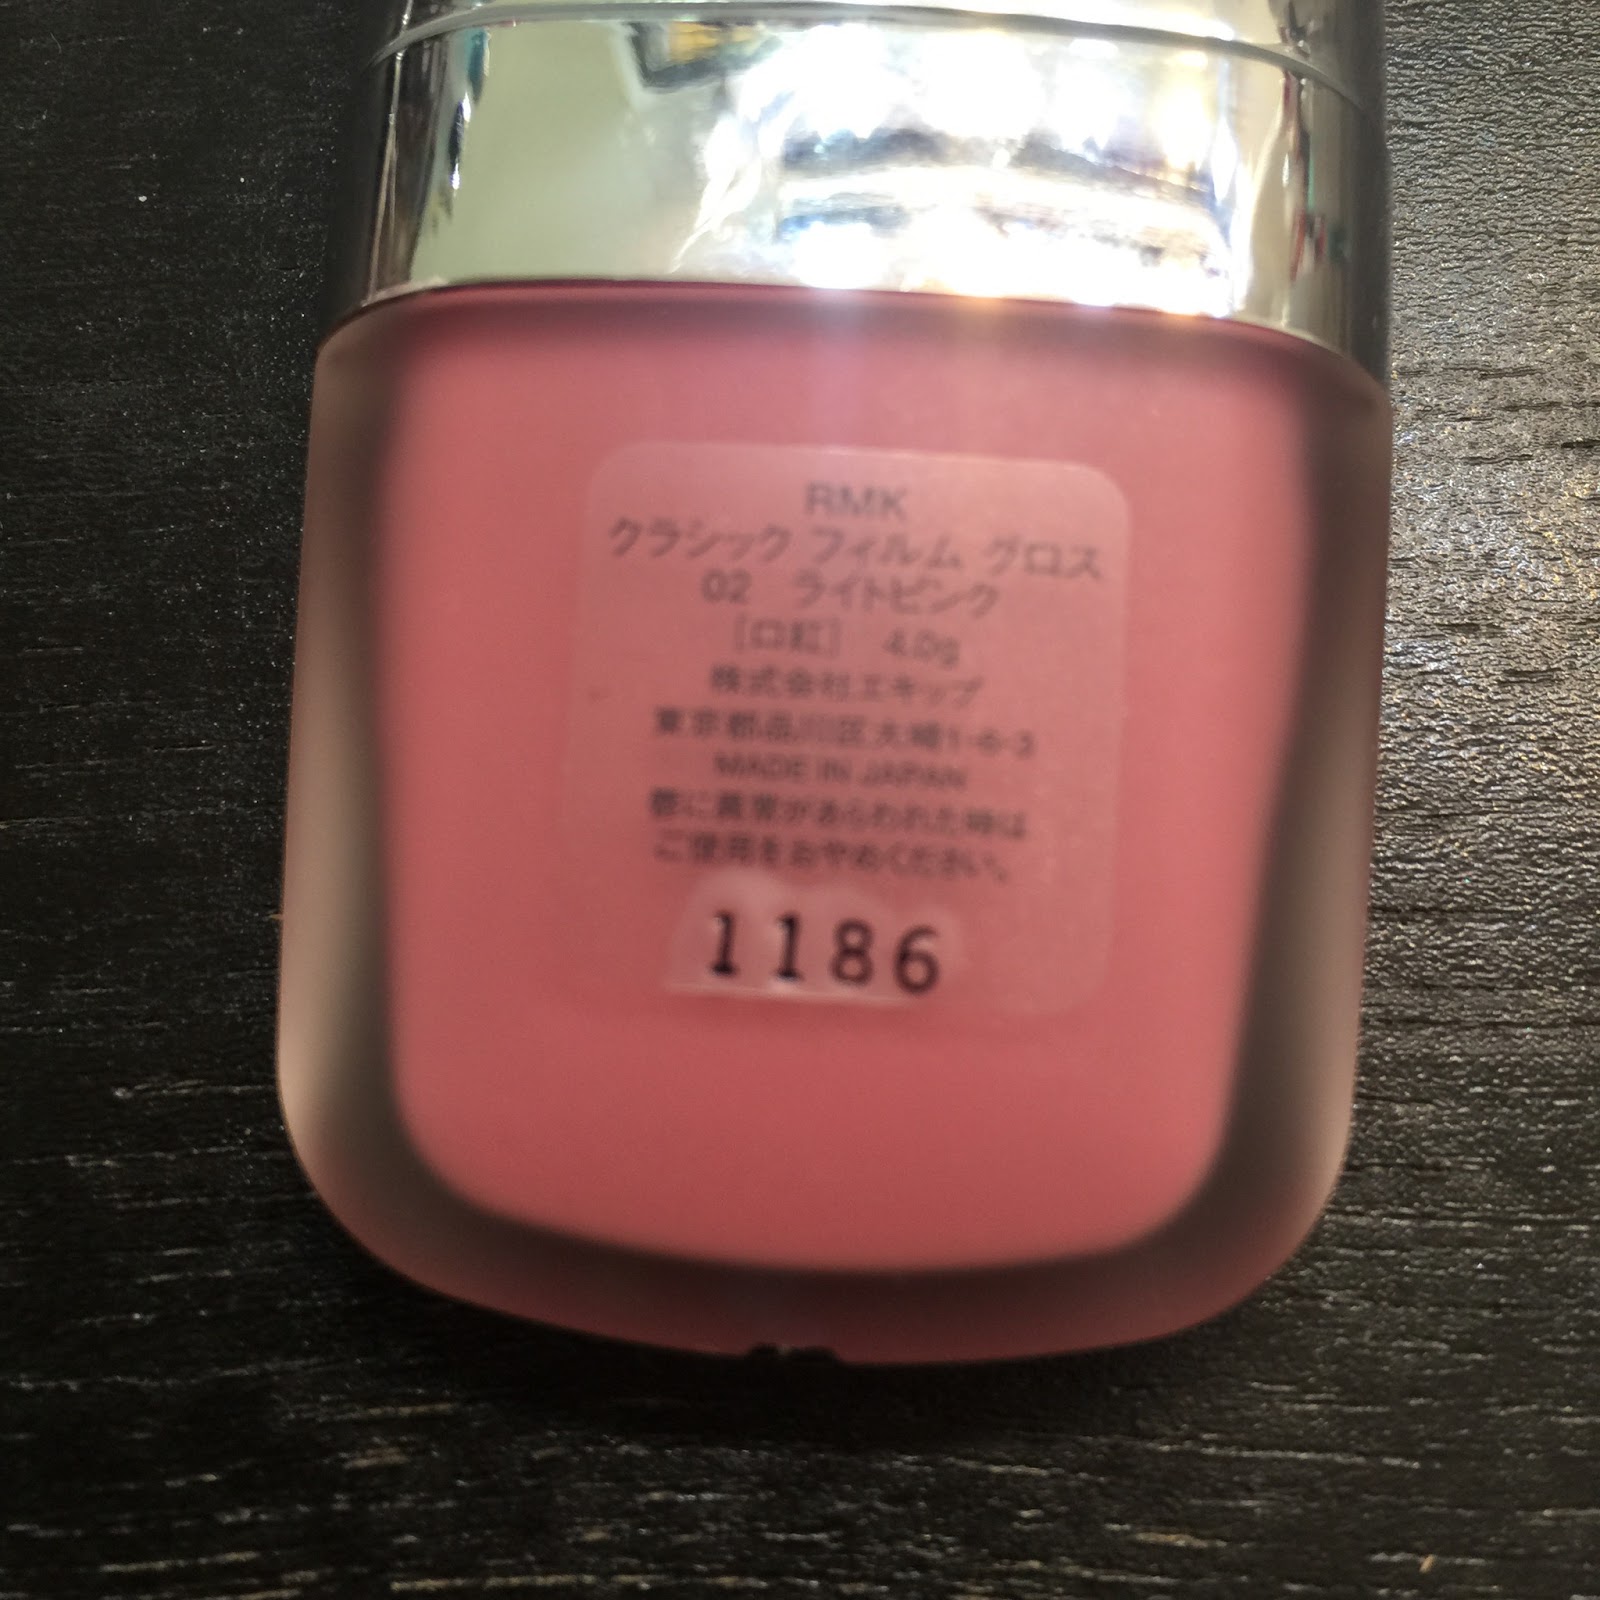 RMK
クラシック フィルム グロス
02 ライトピンク
［口紅］ 4.0g
株式会社エキップ
東京都品川区大崎1-6-3
MADE IN JAPAN
唇に異常があらわれた時は
ご使用をおやめください。
1186